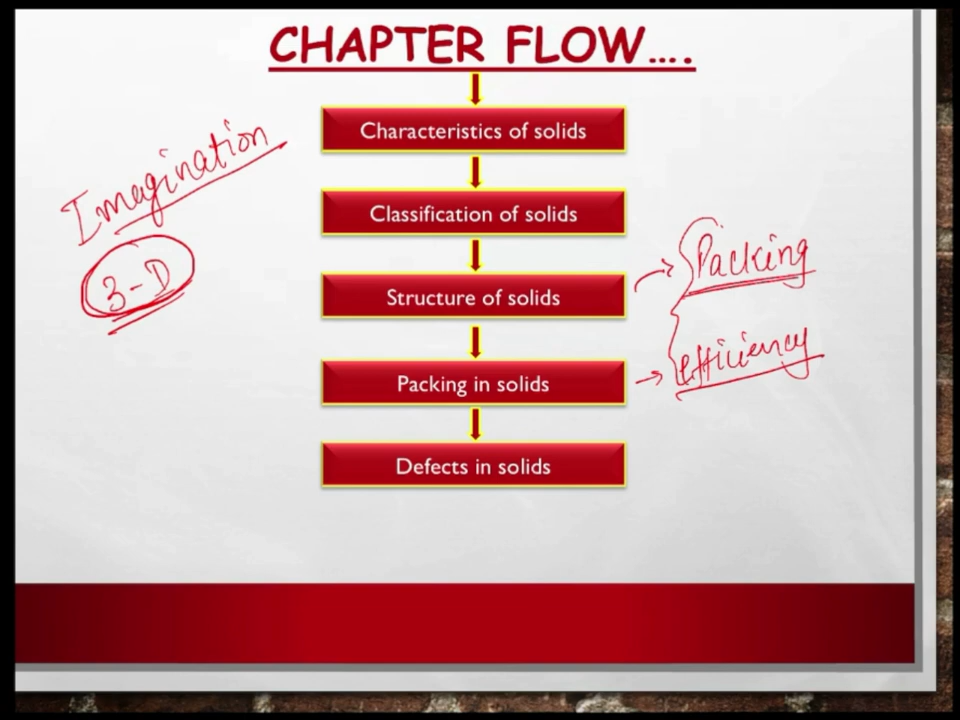 CHAPTER FLOW....
Characteristics of solids
Imagination
Classification of solids
3-D
Packing
Structure of solids
efficiency
Packing in solids
Defects in solids